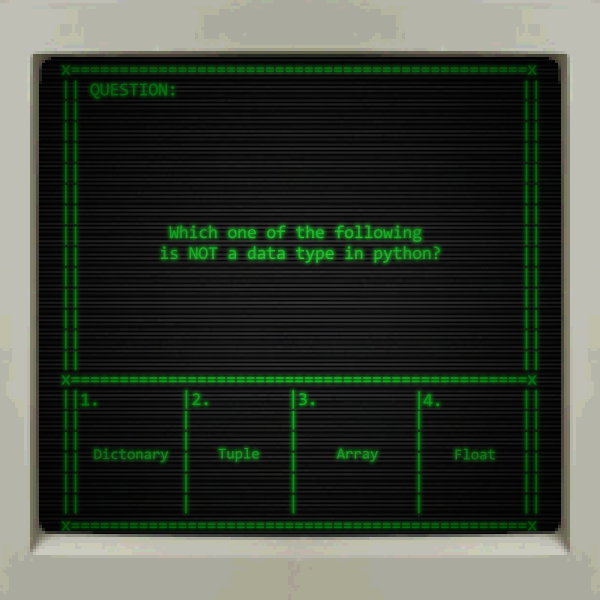 QUESTION:
Which one of the following
is NOT a data type in python?
1.
2.
3.
4.
Dictonary
Tuple
Array
Float